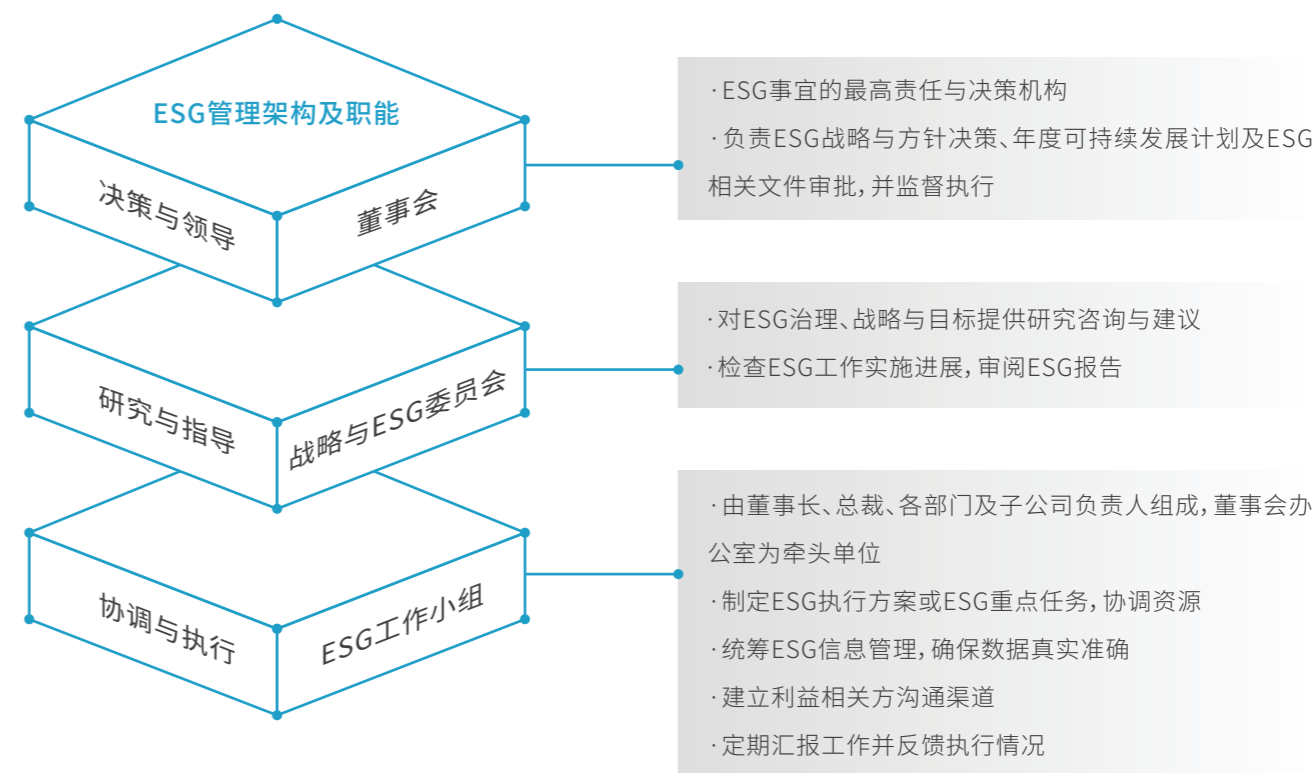 ESG管理架构及职能
决策与领导
董事会
·ESG事宜的最高责任与决策机构
·负责ESG战略与方针决策、年度可持续发展计划及ESG
相关文件审批,并监督执行
研究与指导
战略与ESG委员会
·对ESG治理、战略与目标提供研究咨询与建议
·检查ESG工作实施进展,审阅ESG报告
协调与执行
ESG工作小组
·由董事长、总裁、各部门及子公司负责人组成,董事会办
公室为牵头单位
·制定ESG执行方案或ESG重点任务,协调资源
·统筹ESG信息管理,确保数据真实准确
·建立利益相关方沟通渠道
·定期汇报工作并反馈执行情况